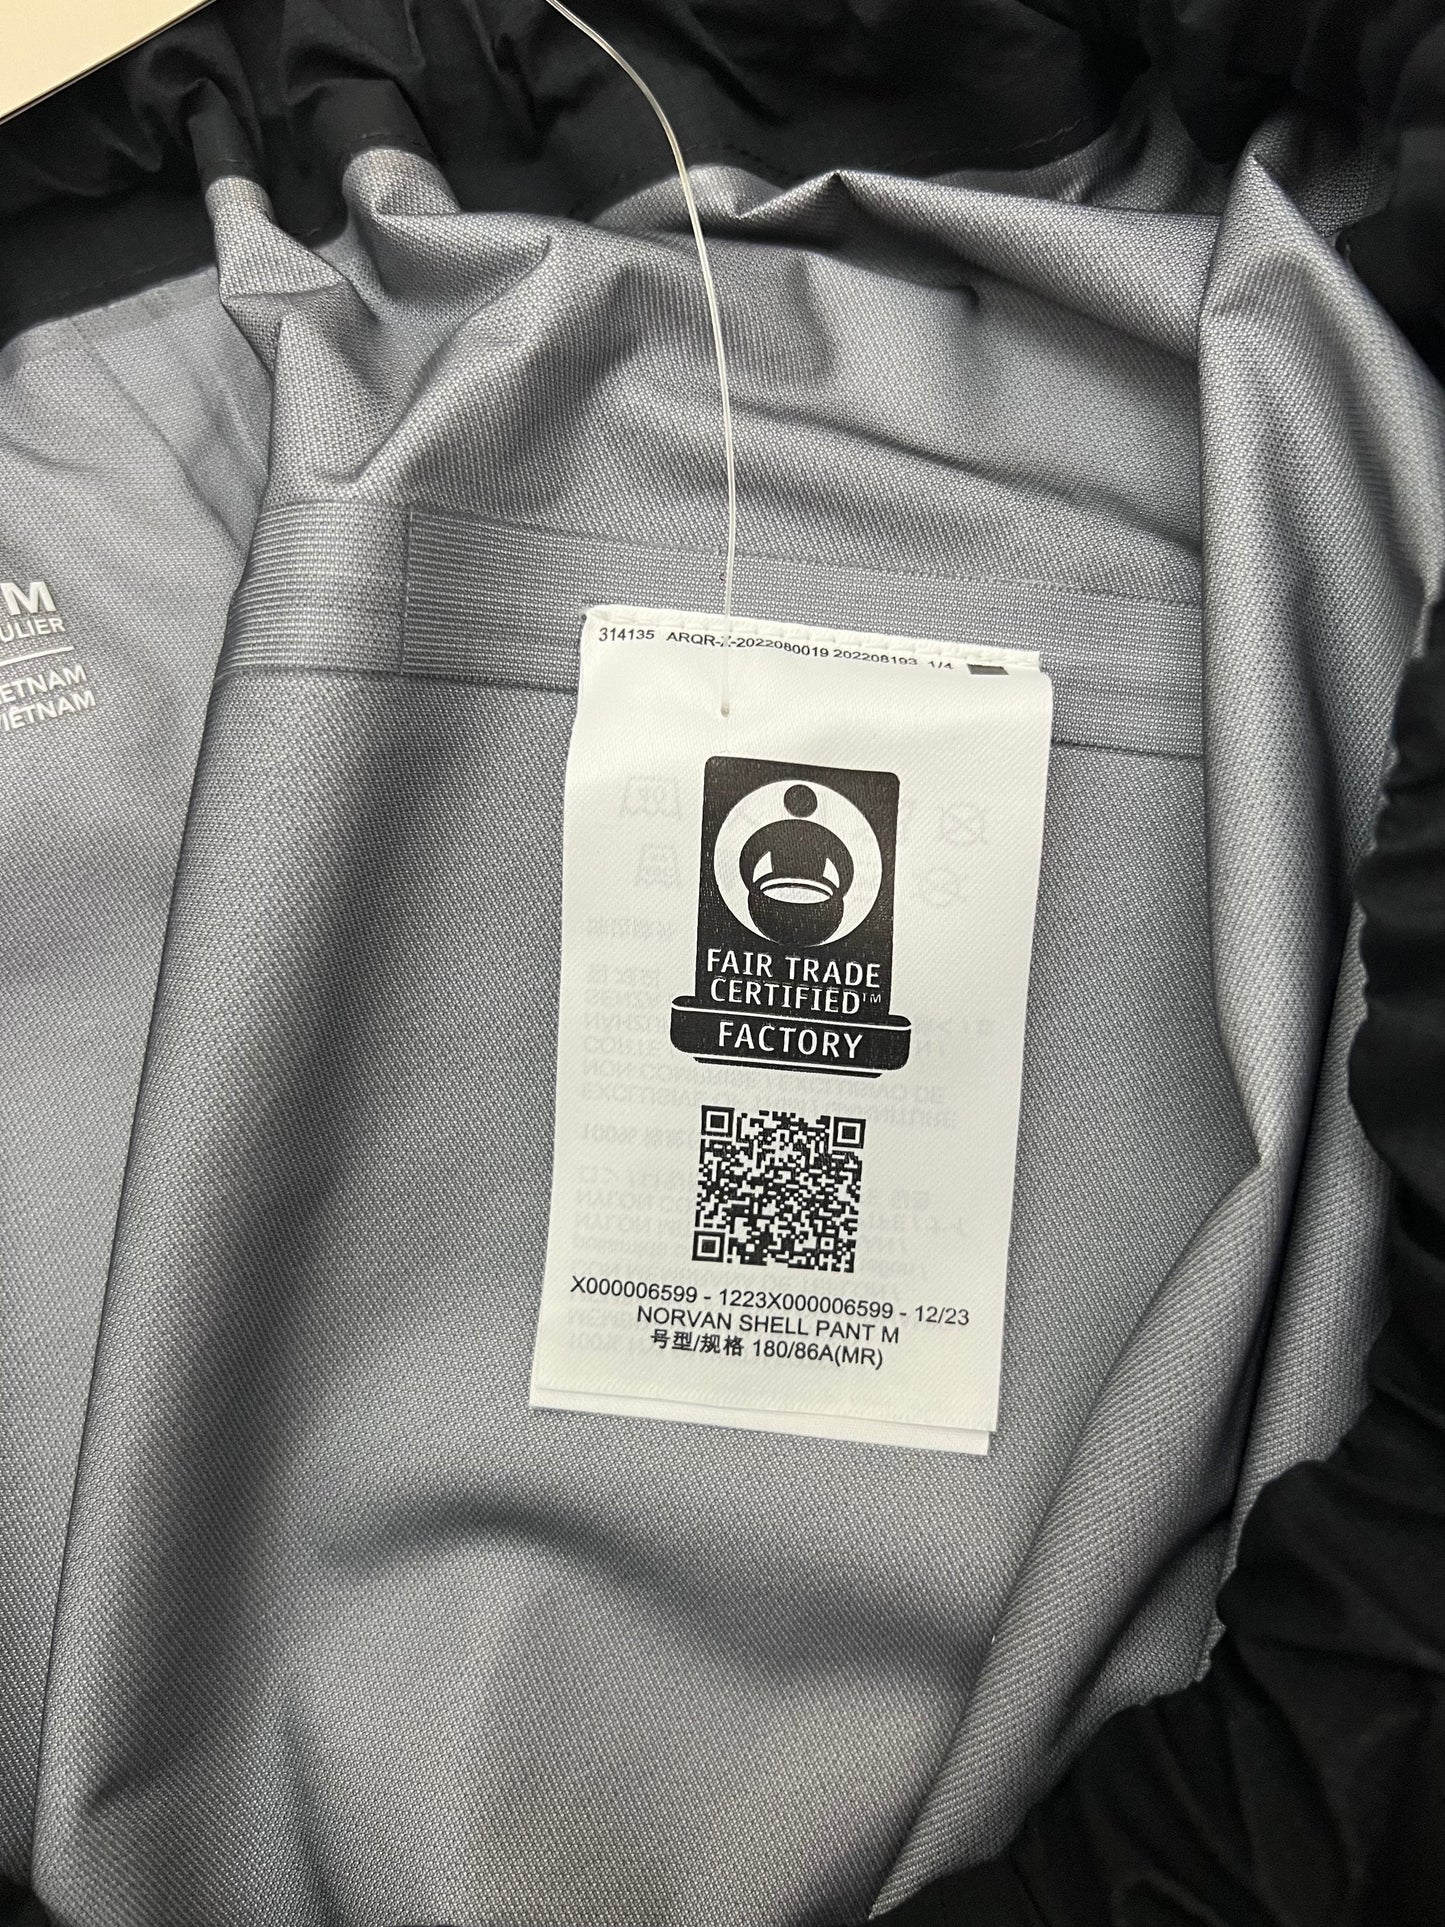 M
ULIER
ETNAM
VIETNAM
314135 ARQR-X-2022080019 202208193 1/4
FAIR TRADE
CERTIFIED™
FACTORY
X000006599 - 1223X000006599 - 12/23
NORVAN SHELL PANT M
号型/规格 180/86A(MR)